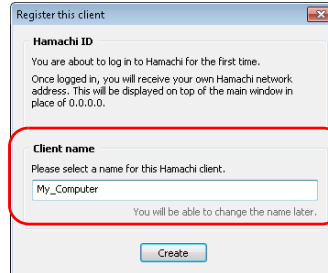 Register this client
Hamachi ID
You are about to log in to Hamachi for the first time.
Once logged in, you will receive your own Hamachi network
address. This will be displayed on top of the main window in
place of 0.0.0.0.
Client name
Please select a name for this Hamachi client.
My_Computer
You will be able to change the name later.
Create